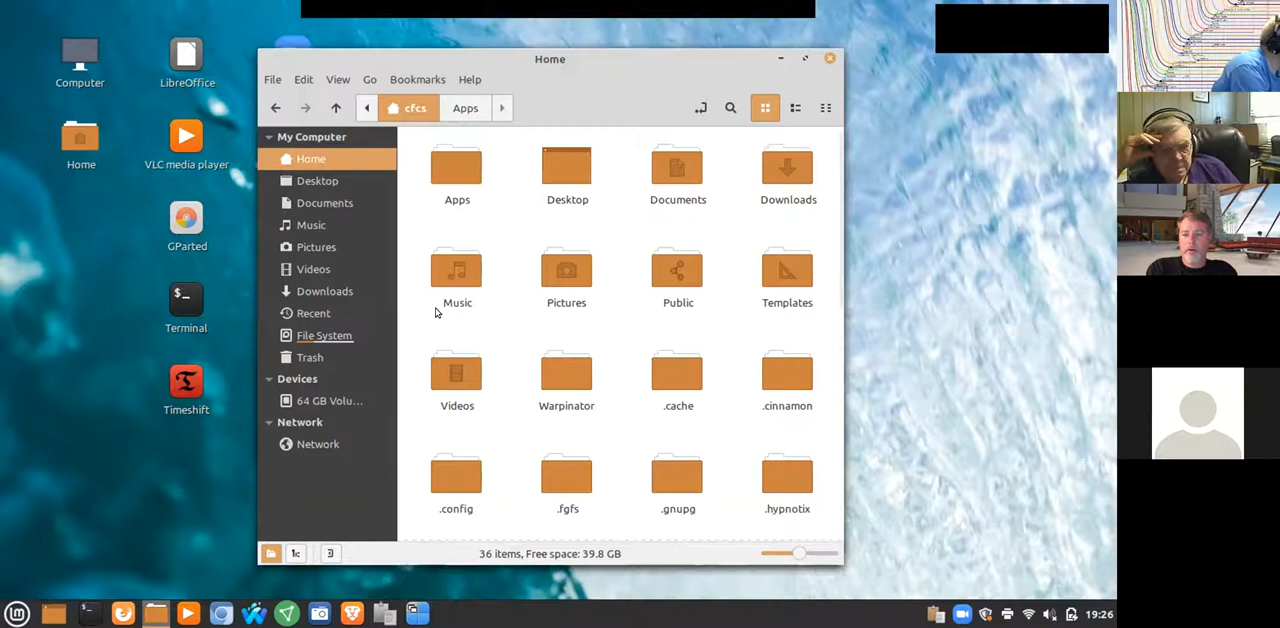 Computer
LibreOffice
Home
VLC media player
GParted
Terminal
Timeshift
Home
File Edit View Go Bookmarks Help
cfcs Apps
My Computer
Home
Desktop
Documents
Music
Pictures
Videos
Downloads
Recent
File System
Trash
Devices
64 GB Volu...
Network
Network
Apps Desktop Documents Downloads
Music Pictures Public Templates
Videos Warpinator .cache .cinnamon
.config .fgfs .gnupg .hypnotix
36 items, Free space: 39.8 GB
19:26